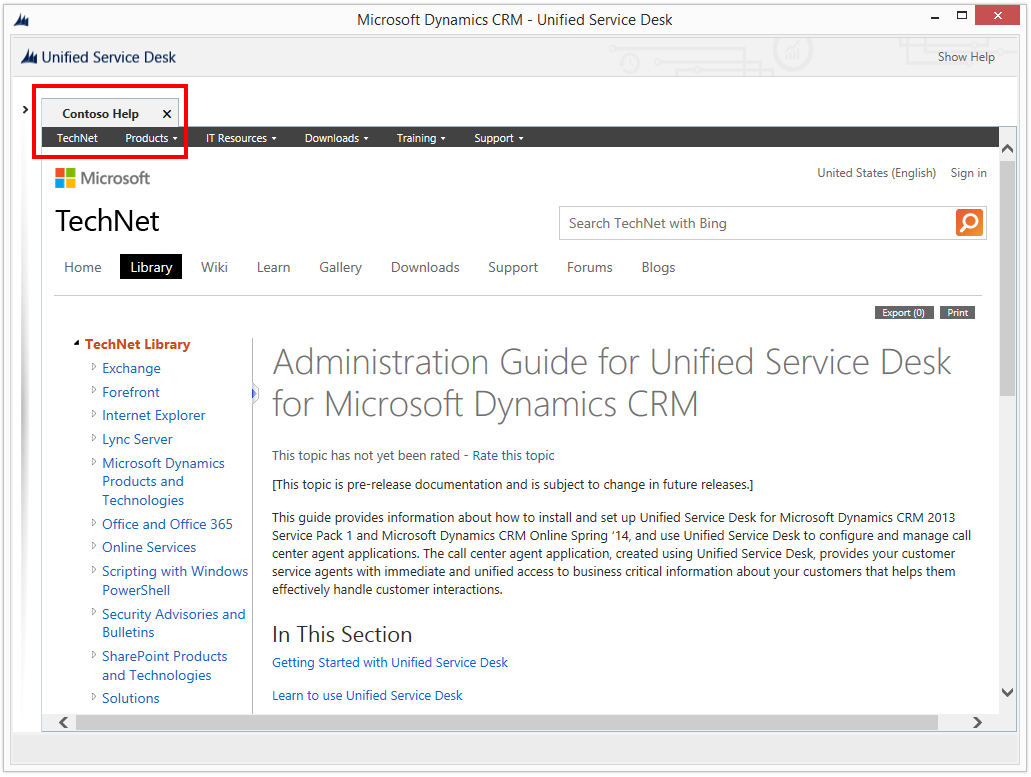 Microsoft Dynamics CRM - Unified Service Desk
Unified Service Desk
Show Help
Contoso Help
TechNet Products IT Resources Downloads Training Support
Microsoft
United States (English) Sign in
TechNet
Search TechNet with Bing
Home Library Wiki Learn Gallery Downloads Support Forums Blogs
Export (0) Print
TechNet Library
Exchange
Forefront
Internet Explorer
Lync Server
Microsoft Dynamics
Products and
Technologies
Office and Office 365
Online Services
Scripting with Windows
PowerShell
Security Advisories and
Bulletins
SharePoint Products
and Technologies
Solutions
Administration Guide for Unified Service Desk
for Microsoft Dynamics CRM
This topic has not yet been rated - Rate this topic
[This topic is pre-release documentation and is subject to change in future releases.]
This guide provides information about how to install and set up Unified Service Desk for Microsoft Dynamics CRM 2013
Service Pack 1 and Microsoft Dynamics CRM Online Spring '14, and use Unified Service Desk to configure and manage call
center agent applications. The call center agent application, created using Unified Service Desk, provides your customer
service agents with immediate and unified access to business critical information about your customers that helps them
effectively handle customer interactions.
In This Section
Getting Started with Unified Service Desk
Learn to use Unified Service Desk